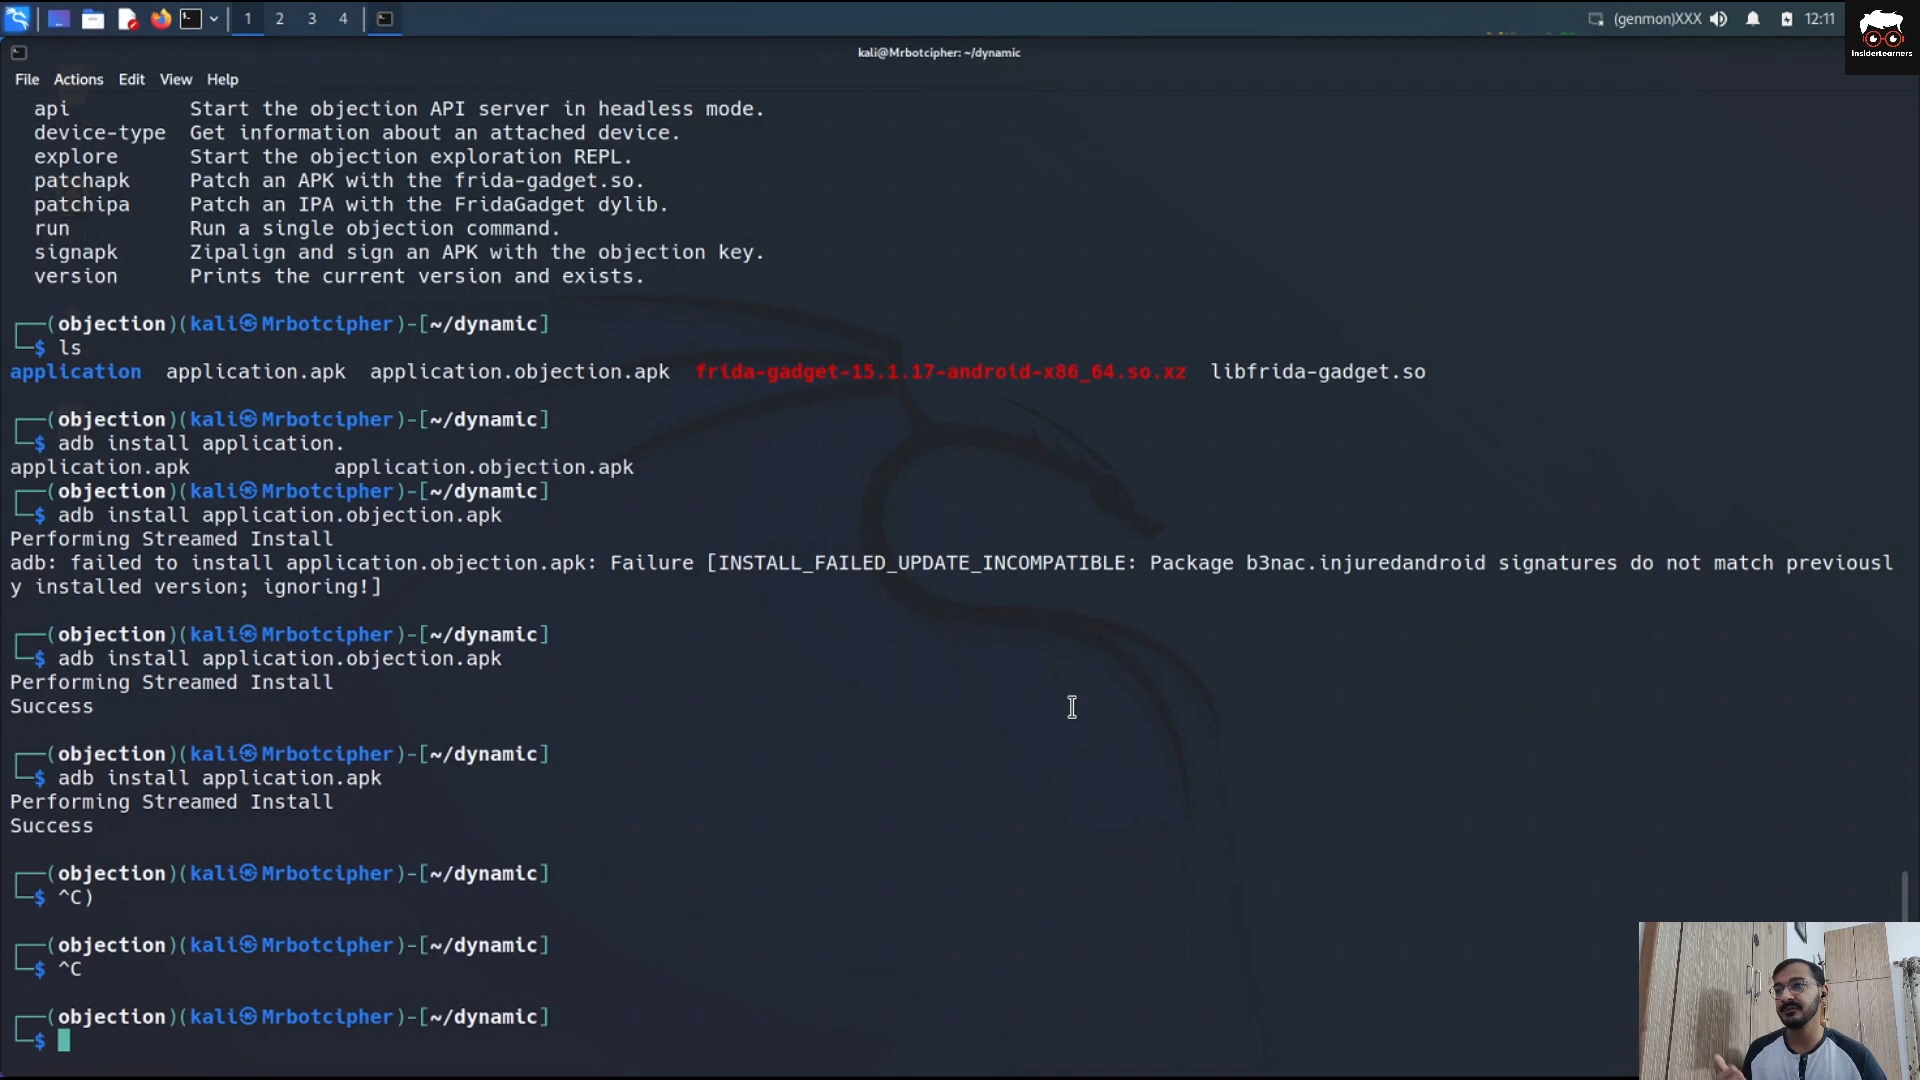 1 2 3 4 (genmon)XXX 12:11
InsiderLearners
kali@Mrbotcipher: ~/dynamic
File Actions Edit View Help
api Start the objection API server in headless mode.
device-type Get information about an attached device.
explore Start the objection exploration REPL.
patchapk Patch an APK with the frida-gadget.so.
patchipa Patch an IPA with the FridaGadget dylib.
run Run a single objection command.
signapk Zipalign and sign an APK with the objection key.
version Prints the current version and exists.
┌──(objection)(kali㉿Mrbotcipher)-[~/dynamic]
└─$ ls
application application.apk application.objection.apk frida-gadget-15.1.17-android-x86_64.so.xz libfrida-gadget.so
┌──(objection)(kali㉿Mrbotcipher)-[~/dynamic]
└─$ adb install application.
application.apk application.objection.apk
┌──(objection)(kali㉿Mrbotcipher)-[~/dynamic]
└─$ adb install application.objection.apk
Performing Streamed Install
adb: failed to install application.objection.apk: Failure [INSTALL_FAILED_UPDATE_INCOMPATIBLE: Package b3nac.injuredandroid signatures do not match previousl
y installed version; ignoring!]
┌──(objection)(kali㉿Mrbotcipher)-[~/dynamic]
└─$ adb install application.objection.apk
Performing Streamed Install
Success
┌──(objection)(kali㉿Mrbotcipher)-[~/dynamic]
└─$ adb install application.apk
Performing Streamed Install
Success
┌──(objection)(kali㉿Mrbotcipher)-[~/dynamic]
└─$ ^C)
┌──(objection)(kali㉿Mrbotcipher)-[~/dynamic]
└─$ ^C
┌──(objection)(kali㉿Mrbotcipher)-[~/dynamic]
└─$